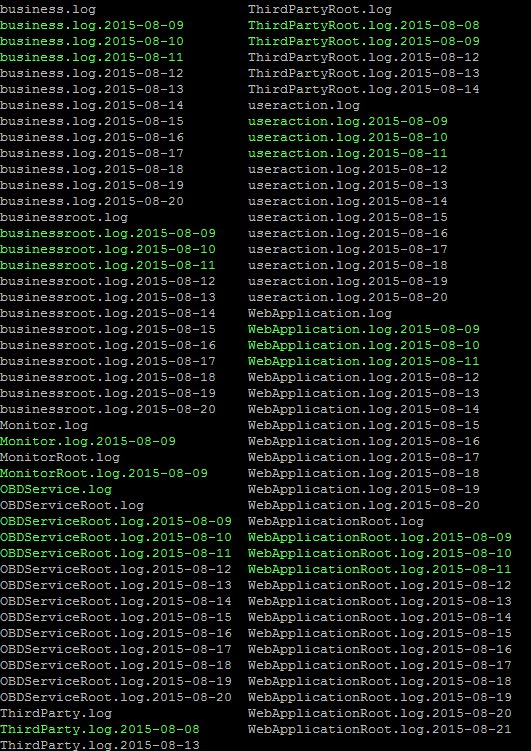 business.log
business.log.2015-08-09
business.log.2015-08-10
business.log.2015-08-11
business.log.2015-08-12
business.log.2015-08-13
business.log.2015-08-14
business.log.2015-08-15
business.log.2015-08-16
business.log.2015-08-17
business.log.2015-08-18
business.log.2015-08-19
business.log.2015-08-20
businessroot.log
businessroot.log.2015-08-09
businessroot.log.2015-08-10
businessroot.log.2015-08-11
businessroot.log.2015-08-12
businessroot.log.2015-08-13
businessroot.log.2015-08-14
businessroot.log.2015-08-15
businessroot.log.2015-08-16
businessroot.log.2015-08-17
businessroot.log.2015-08-18
businessroot.log.2015-08-19
businessroot.log.2015-08-20
Monitor.log
Monitor.log.2015-08-09
MonitorRoot.log
MonitorRoot.log.2015-08-09
OBDService.log
OBDServiceRoot.log
OBDServiceRoot.log.2015-08-09
OBDServiceRoot.log.2015-08-10
OBDServiceRoot.log.2015-08-11
OBDServiceRoot.log.2015-08-12
OBDServiceRoot.log.2015-08-13
OBDServiceRoot.log.2015-08-14
OBDServiceRoot.log.2015-08-15
OBDServiceRoot.log.2015-08-16
OBDServiceRoot.log.2015-08-17
OBDServiceRoot.log.2015-08-18
OBDServiceRoot.log.2015-08-19
OBDServiceRoot.log.2015-08-20
ThirdParty.log
ThirdParty.log.2015-08-08
ThirdParty.log.2015-08-13
ThirdPartyRoot.log
ThirdPartyRoot.log.2015-08-08
ThirdPartyRoot.log.2015-08-09
ThirdPartyRoot.log.2015-08-12
ThirdPartyRoot.log.2015-08-13
ThirdPartyRoot.log.2015-08-14
useraction.log
useraction.log.2015-08-09
useraction.log.2015-08-10
useraction.log.2015-08-11
useraction.log.2015-08-12
useraction.log.2015-08-13
useraction.log.2015-08-14
useraction.log.2015-08-15
useraction.log.2015-08-16
useraction.log.2015-08-17
useraction.log.2015-08-18
useraction.log.2015-08-19
useraction.log.2015-08-20
WebApplication.log
WebApplication.log.2015-08-09
WebApplication.log.2015-08-10
WebApplication.log.2015-08-11
WebApplication.log.2015-08-12
WebApplication.log.2015-08-13
WebApplication.log.2015-08-14
WebApplication.log.2015-08-15
WebApplication.log.2015-08-16
WebApplication.log.2015-08-17
WebApplication.log.2015-08-18
WebApplication.log.2015-08-19
WebApplication.log.2015-08-20
WebApplicationRoot.log
WebApplicationRoot.log.2015-08-09
WebApplicationRoot.log.2015-08-10
WebApplicationRoot.log.2015-08-11
WebApplicationRoot.log.2015-08-12
WebApplicationRoot.log.2015-08-13
WebApplicationRoot.log.2015-08-14
WebApplicationRoot.log.2015-08-15
WebApplicationRoot.log.2015-08-16
WebApplicationRoot.log.2015-08-17
WebApplicationRoot.log.2015-08-18
WebApplicationRoot.log.2015-08-19
WebApplicationRoot.log.2015-08-20
WebApplicationRoot.log.2015-08-21